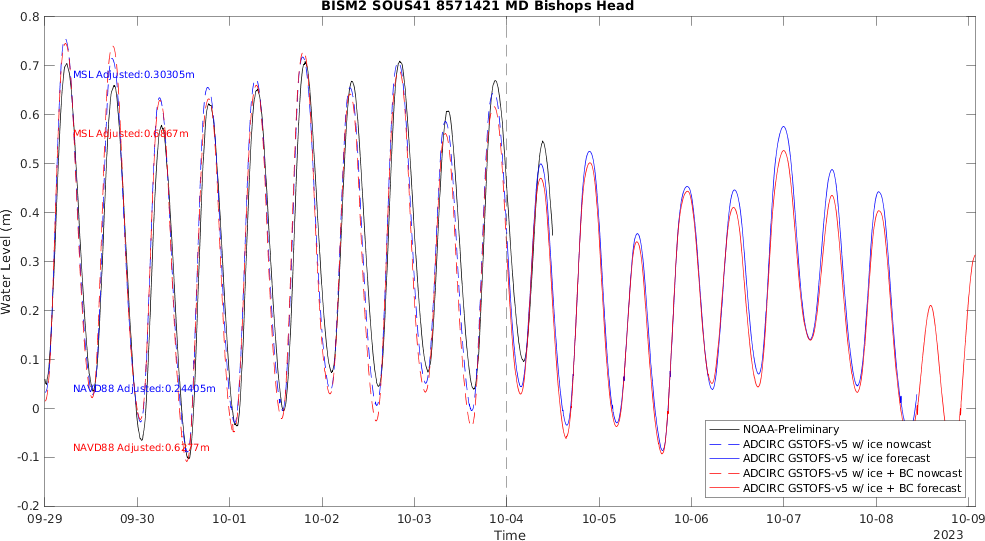 BISM2 SOUS41 8571421 MD Bishops Head
0.8
0.7
0.6
0.5
0.4
0.3
0.2
0.1
0
-0.1
-0.2
Water Level (m)
MSL Adjusted:0.30305m
MSL Adjusted:0.6867m
NAVD88 Adjusted:0.24405m
NAVD88 Adjusted:0.6277m
NOAA-Preliminary
ADCIRC GSTOFS-v5 w/ ice nowcast
ADCIRC GSTOFS-v5 w/ ice forecast
ADCIRC GSTOFS-v5 w/ ice + BC nowcast
ADCIRC GSTOFS-v5 w/ ice + BC forecast
09-29 09-30 10-01 10-02 10-03 10-04 10-05 10-06 10-07 10-08 10-09
Time
2023